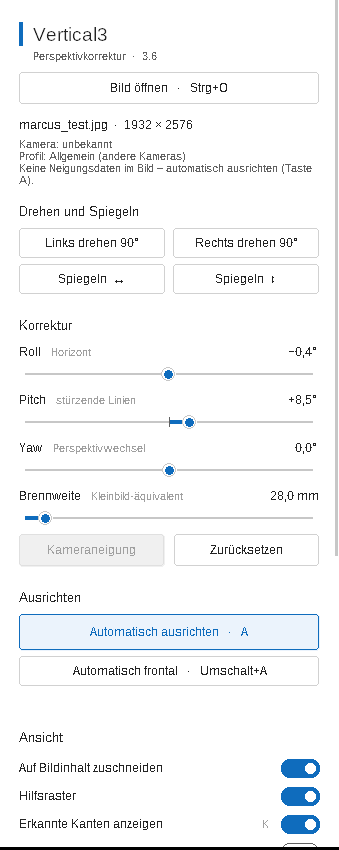 Vertical3
Perspektivkorrektur · 3.6
Bild öffnen · Strg+O
marcus_test.jpg · 1932 × 2576
Kamera: unbekannt
Profil: Allgemein (andere Kameras)
Keine Neigungsdaten im Bild – automatisch ausrichten (Taste
A).
Drehen und Spiegeln
Links drehen 90°
Rechts drehen 90°
Spiegeln ↔
Spiegeln ↕
Korrektur
Roll Horizont −0,4°
Pitch stürzende Linien +8,5°
Yaw Perspektivwechsel 0,0°
Brennweite Kleinbild-äquivalent 28,0 mm
Kameraneigung
Zurücksetzen
Ausrichten
Automatisch ausrichten · A
Automatisch frontal · Umschalt+A
Ansicht
Auf Bildinhalt zuschneiden
Hilfsraster
Erkannte Kanten anzeigen K